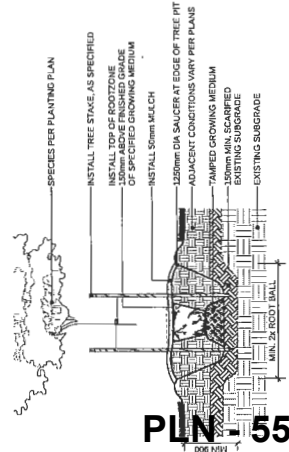 SPECIES PER PLANTING PLAN
INSTALL TREE STAKE, AS SPECIFIED
INSTALL TOP OF ROOTZONE
150mm ABOVE FINISHED GRADE
OF SPECIFIED GROWING MEDIUM
INSTALL 50mm MULCH
1250mm DIA SAUCER AT EDGE OF TREE PIT
ADJACENT CONDITIONS VARY PER PLANS
TAMPED GROWING MEDIUM
150mm MIN. SCARIFIED
EXISTING SUBGRADE
EXISTING SUBGRADE
MIN. 2x ROOT BALL
MIN 900
PLN - 55